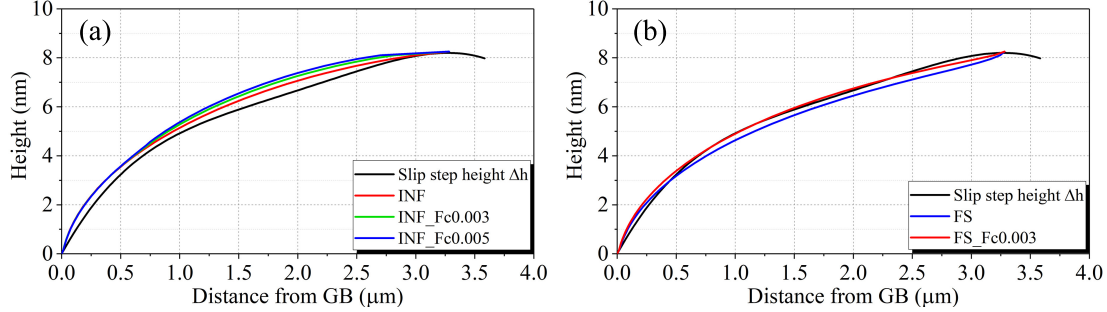 (a)
Height (nm)
10
8
6
4
2
0
Slip step height Δh
INF
INF_Fc0.003
INF_Fc0.005
0.0 0.5 1.0 1.5 2.0 2.5 3.0 3.5 4.0
Distance from GB (μm)
(b)
Height (nm)
10
8
6
4
2
0
Slip step height Δh
FS
FS_Fc0.003
0.0 0.5 1.0 1.5 2.0 2.5 3.0 3.5 4.0
Distance from GB (μm)